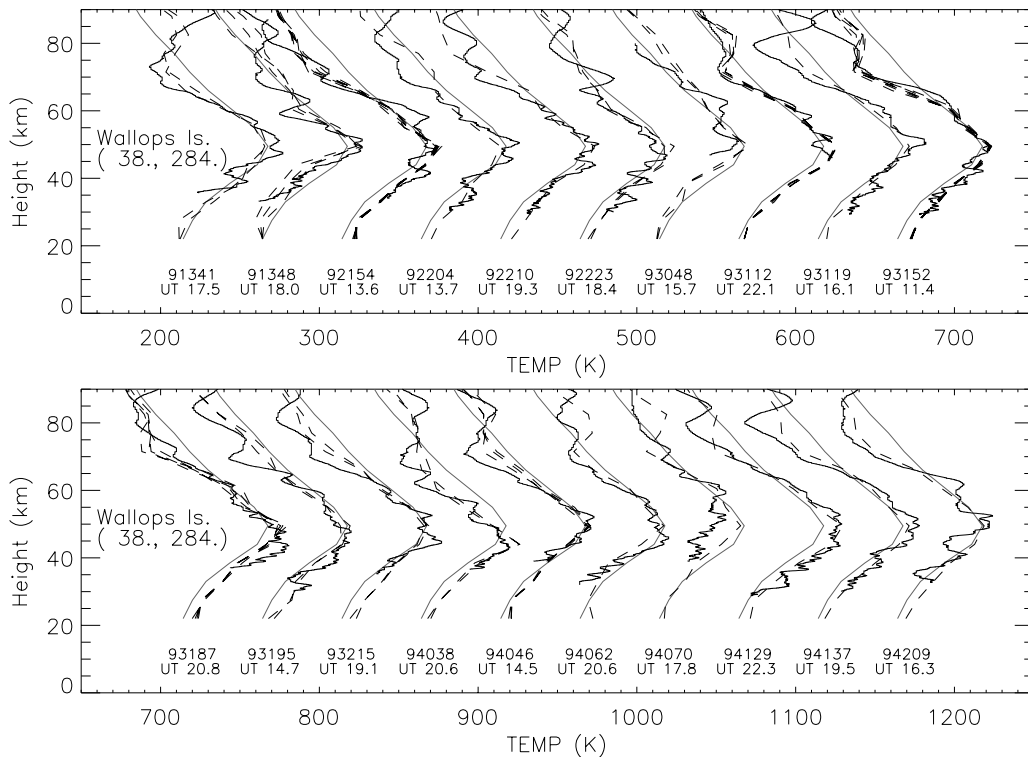 80
60
40
20
0
Height (km)
Wallops Is.
( 38., 284.)
91341 91348 92154 92204 92210 92223 93048 93112 93119 93152
UT 17.5 UT 18.0 UT 13.6 UT 13.7 UT 19.3 UT 18.4 UT 15.7 UT 22.1 UT 16.1 UT 11.4
200 300 400 500 600 700
TEMP (K)
80
60
40
20
0
Height (km)
Wallops Is.
( 38., 284.)
93187 93195 93215 94038 94046 94062 94070 94129 94137 94209
UT 20.8 UT 14.7 UT 19.1 UT 20.6 UT 14.5 UT 20.6 UT 17.8 UT 22.3 UT 19.5 UT 16.3
700 800 900 1000 1100 1200
TEMP (K)